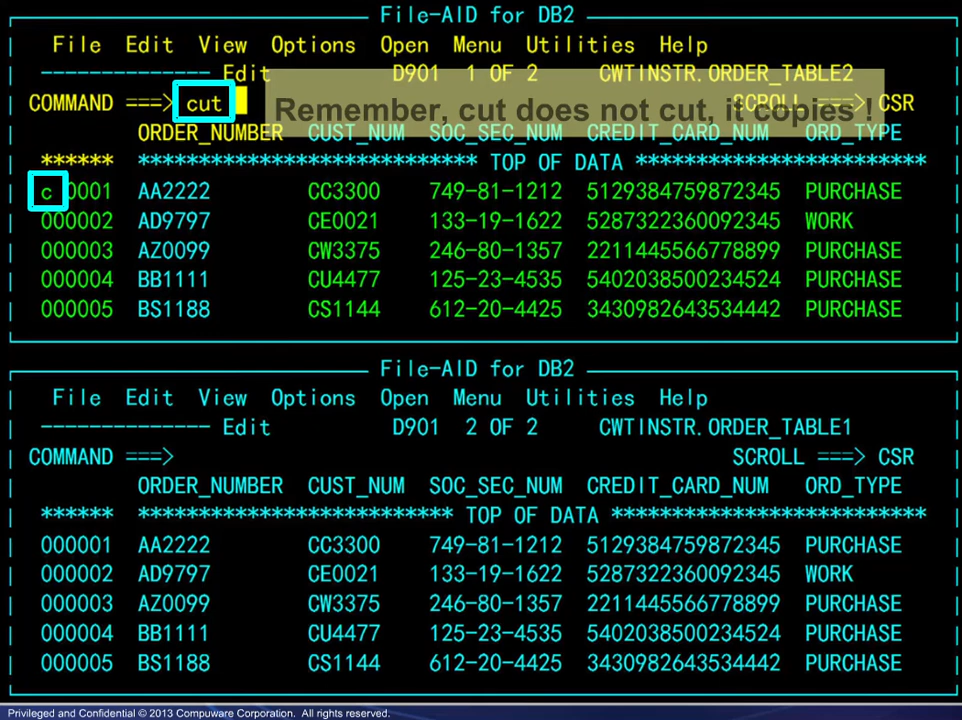 File-AID for DB2
File Edit View Options Open Menu Utilities Help
-------------- Edit D901 1 OF 2 CWTINSTR.ORDER_TABLE2
COMMAND ===> cut SCROLL ===> CSR
Remember, cut does not cut, it copies !
ORDER_NUMBER CUST_NUM SOC_SEC_NUM CREDIT_CARD_NUM ORD_TYPE
****** **************************** TOP OF DATA ************************
c 0001 AA2222 CC3300 749-81-1212 5129384759872345 PURCHASE
000002 AD9797 CE0021 133-19-1622 5287322360092345 WORK
000003 AZ0099 CW3375 246-80-1357 2211445566778899 PURCHASE
000004 BB1111 CU4477 125-23-4535 5402038500234524 PURCHASE
000005 BS1188 CS1144 612-20-4425 3430982643534442 PURCHASE
File-AID for DB2
File Edit View Options Open Menu Utilities Help
-------------- Edit D901 2 OF 2 CWTINSTR.ORDER_TABLE1
COMMAND ===> SCROLL ===> CSR
ORDER_NUMBER CUST_NUM SOC_SEC_NUM CREDIT_CARD_NUM ORD_TYPE
****** ************************** TOP OF DATA **************************
000001 AA2222 CC3300 749-81-1212 5129384759872345 PURCHASE
000002 AD9797 CE0021 133-19-1622 5287322360092345 WORK
000003 AZ0099 CW3375 246-80-1357 2211445566778899 PURCHASE
000004 BB1111 CU4477 125-23-4535 5402038500234524 PURCHASE
000005 BS1188 CS1144 612-20-4425 3430982643534442 PURCHASE
Privileged and Confidential © 2013 Compuware Corporation. All rights reserved.